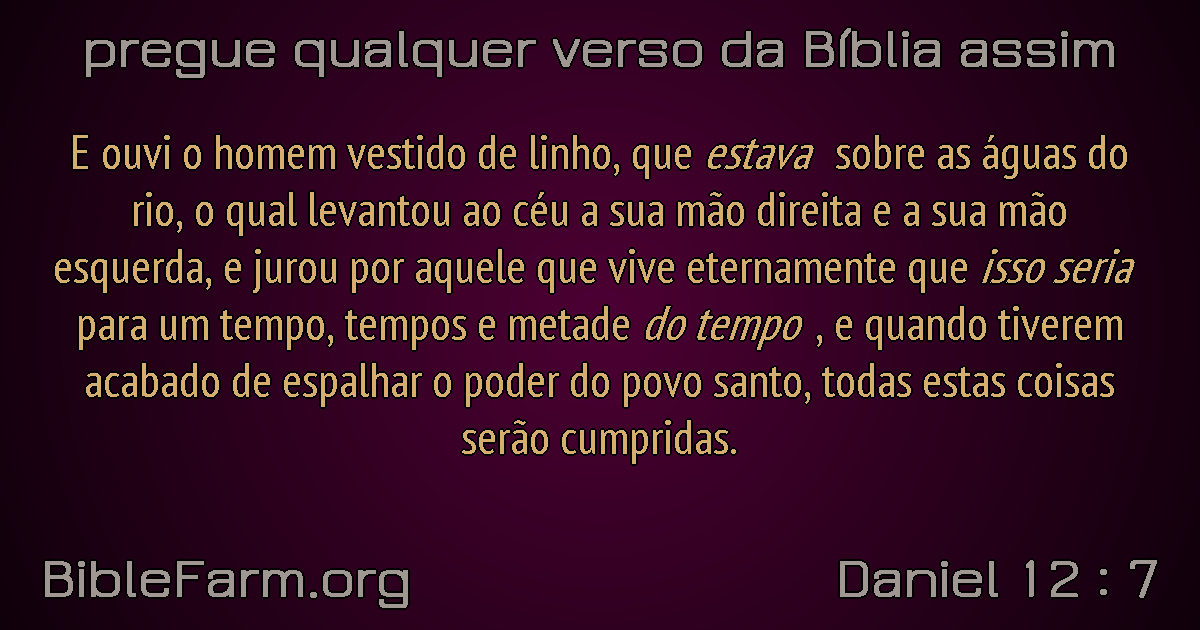 pregue qualquer verso da Bíblia assim
E ouvi o homem vestido de linho, que estava sobre as águas do
rio, o qual levantou ao céu a sua mão direita e a sua mão
esquerda, e jurou por aquele que vive eternamente que isso seria
para um tempo, tempos e metade do tempo , e quando tiverem
acabado de espalhar o poder do povo santo, todas estas coisas
serão cumpridas.
BibleFarm.org
Daniel 12 : 7